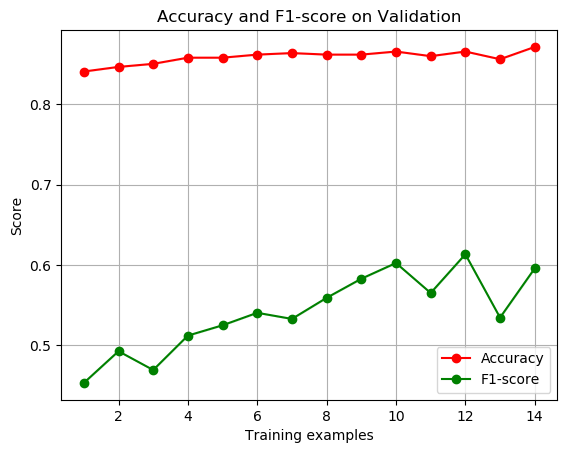 Accuracy and F1-score on Validation
Score
0.8
0.7
0.6
0.5
Accuracy
F1-score
2 4 6 8 10 12 14
Training examples